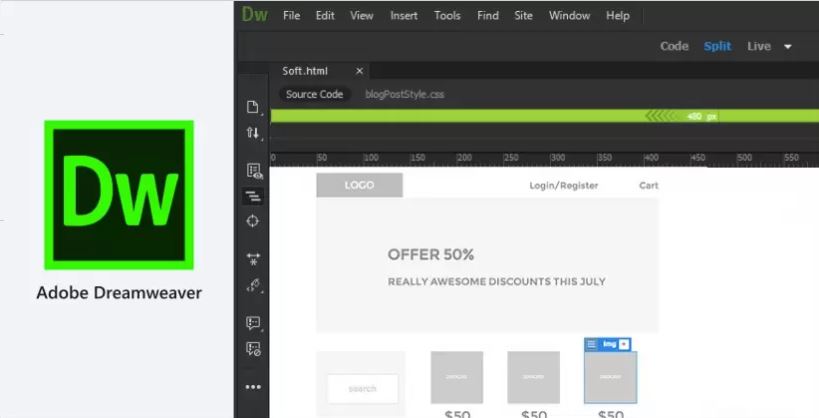 Dw
Adobe Dreamweaver
Dw File Edit View Insert Tools Find Site Window Help
Code Split Live
Soft.html ×
Source Code blogPostStyle.css
480 px
0 50 100 150 200 250 300 350 400 450 500 550
LOGO Login/Register Cart
OFFER 50%
REALLY AWESOME DISCOUNTS THIS JULY
Img +
search
$50 $50 $50